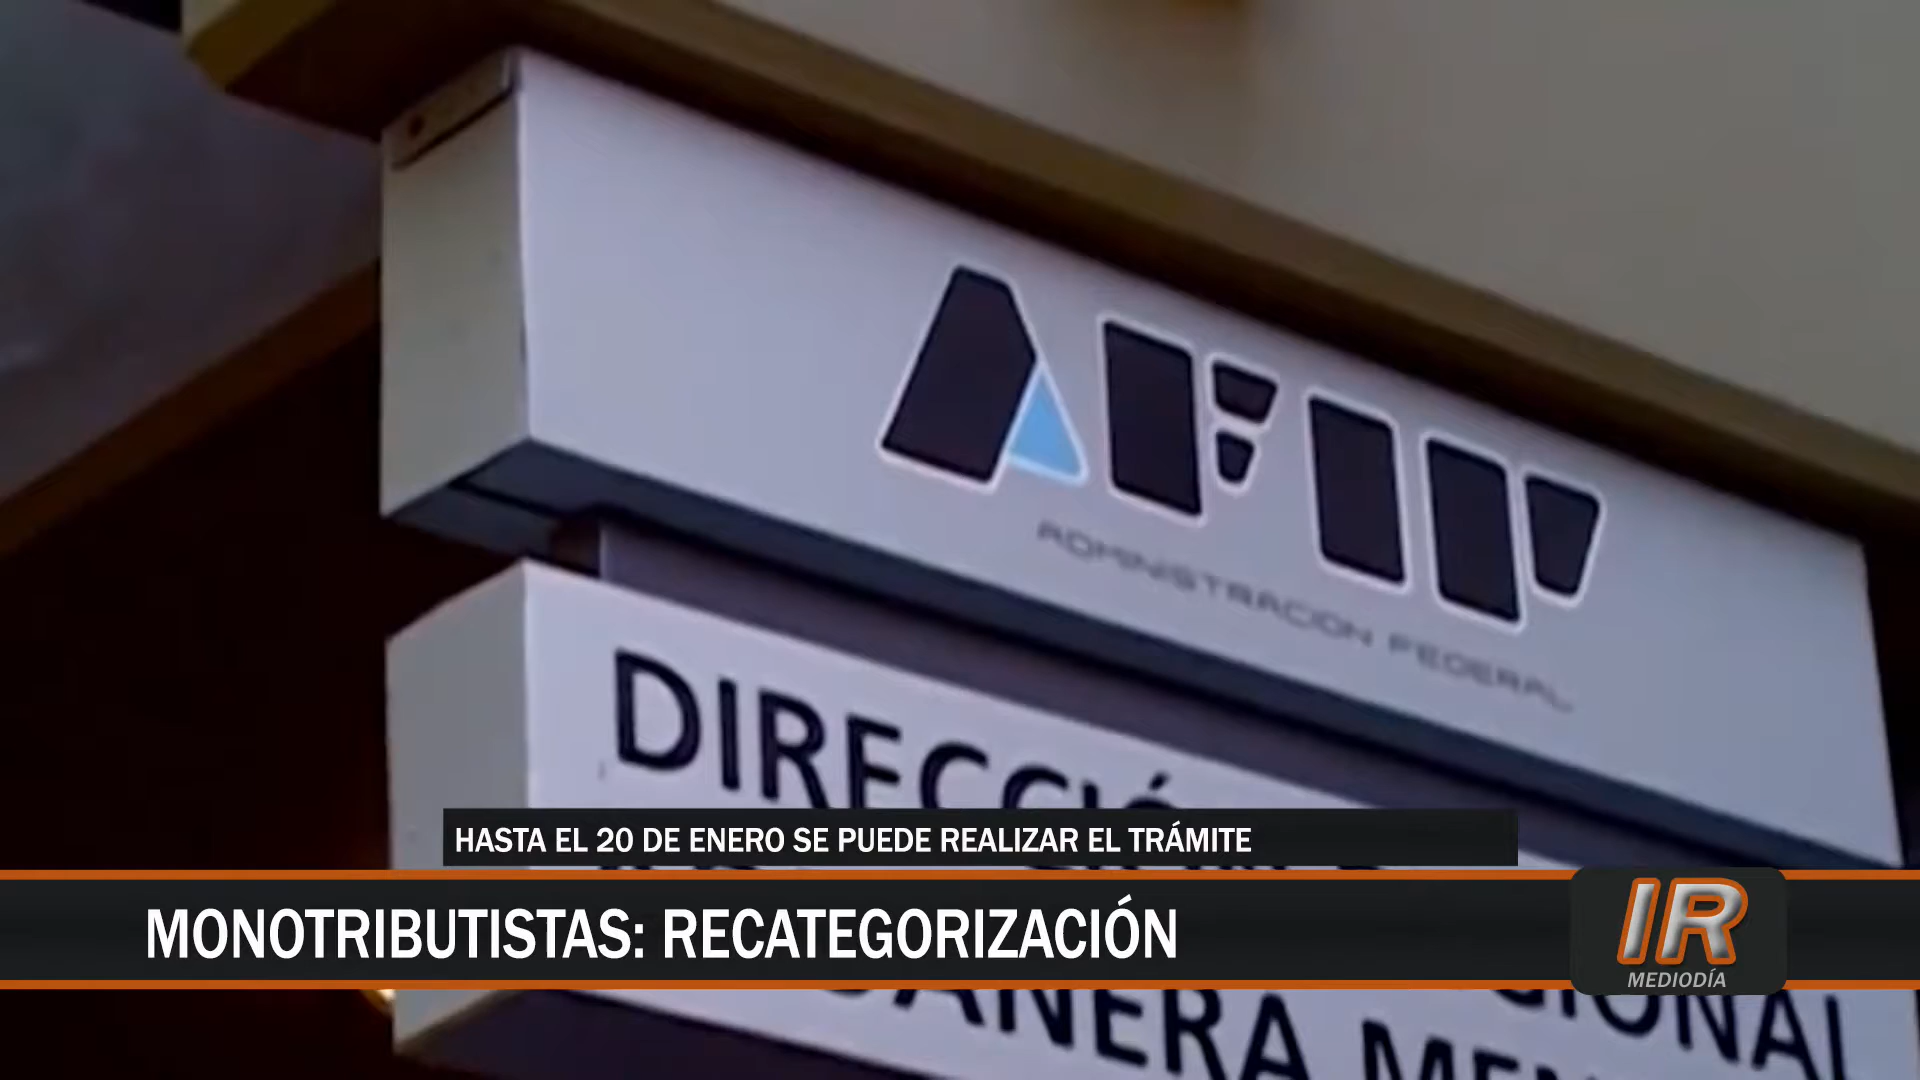 AFIP
ADMINISTRACION FEDERAL
DIRECCIÓ
HASTA EL 20 DE ENERO SE PUEDE REALIZAR EL TRÁMITE
MONOTRIBUTISTAS: RECATEGORIZACIÓN
IR
MEDIODÍA